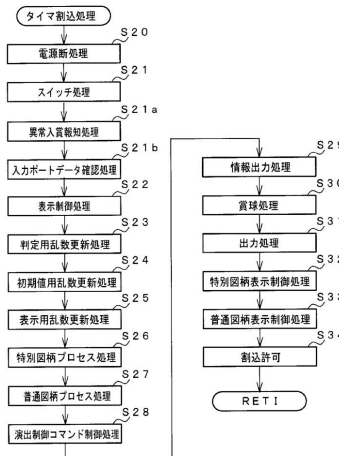 タイマ割込処理
S20
電源断処理
S21
スイッチ処理
S21a
異常入賞報知処理
S21b
入力ポートデータ確認処理
S22
表示制御処理
S23
判定用乱数更新処理
S24
初期値用乱数更新処理
S25
表示用乱数更新処理
S26
特別図柄プロセス処理
S27
普通図柄プロセス処理
S28
演出制御コマンド制御処理
S29
情報出力処理
S30
賞球処理
S31
出力処理
S32
特別図柄表示制御処理
S33
普通図柄表示制御処理
S34
割込許可
RETI